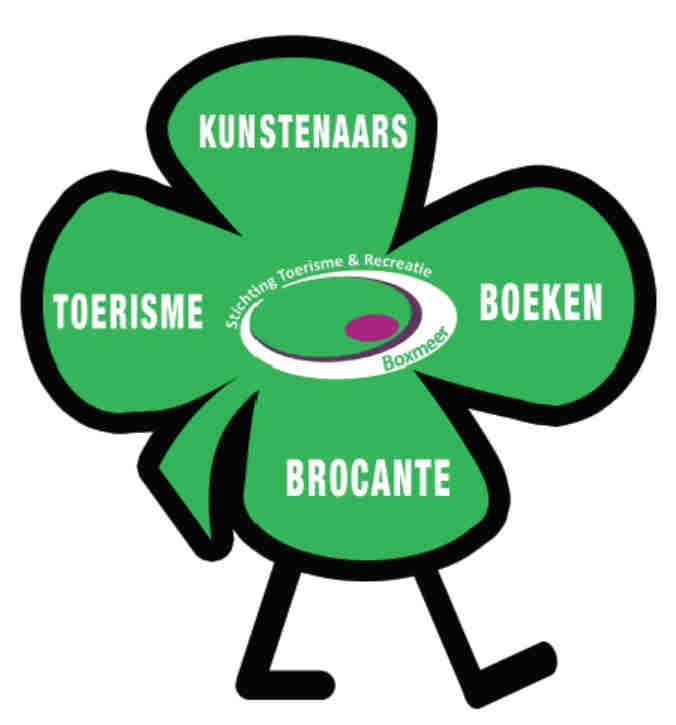 KUNSTENAARS
TOERISME
Stichting Toerisme & Recreatie
Boxmeer
BOEKEN
BROCANTE